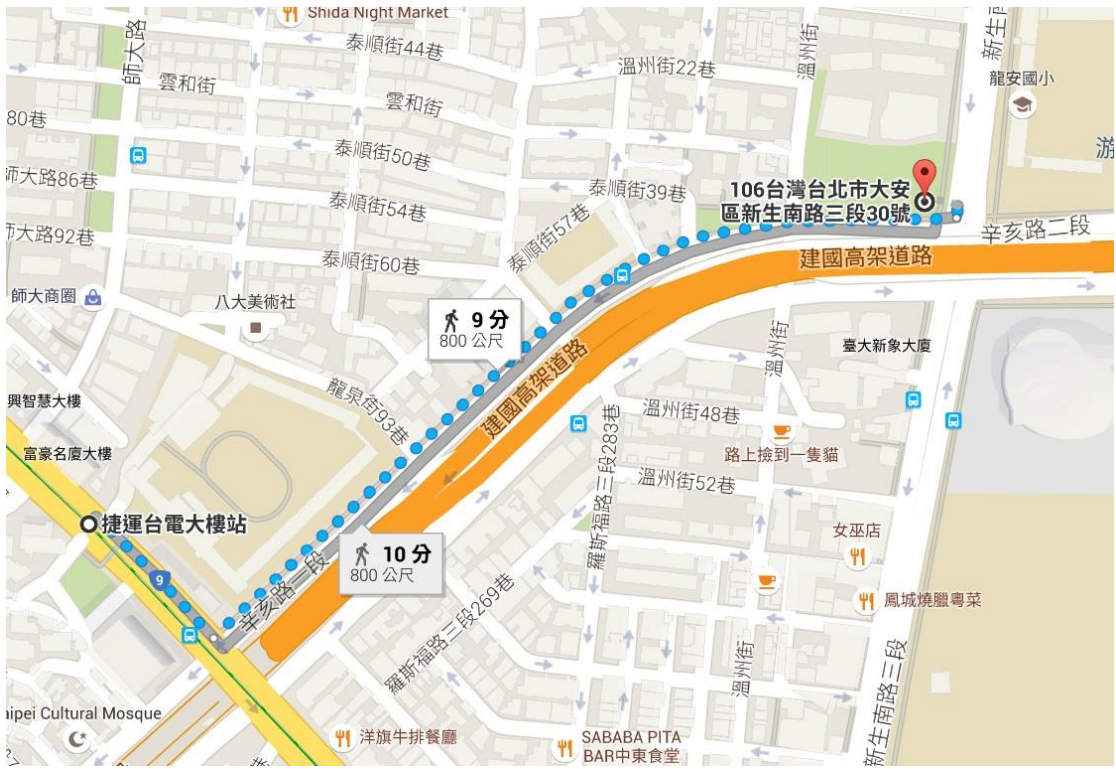 Shida Night Market
師大路
泰順街44巷
溫州街22巷
溫州街
新生南
龍安國小
雲和街
雲和街
80巷
泰順街50巷
游
師大路86巷
泰順街54巷
泰順街39巷
106台灣台北市大安
區新生南路三段30號
師大路92巷
泰順街57巷
辛亥路二段
泰順街60巷
建國高架道路
師大商圈
八大美術社
9 分
800 公尺
溫州街
臺大新象大廈
建國高架道路
龍泉街93巷
興智慧大樓
羅斯福路三段283巷
溫州街48巷
富豪名廈大樓
路上撿到一隻貓
溫州街52巷
捷運台電大樓站
10 分
800 公尺
女巫店
9
辛亥路一段
鳳城燒臘粵菜
羅斯福路三段269巷
溫州街
新生南路三段
aipei Cultural Mosque
洋旗牛排餐廳
SABABA PITA
BAR中東食堂